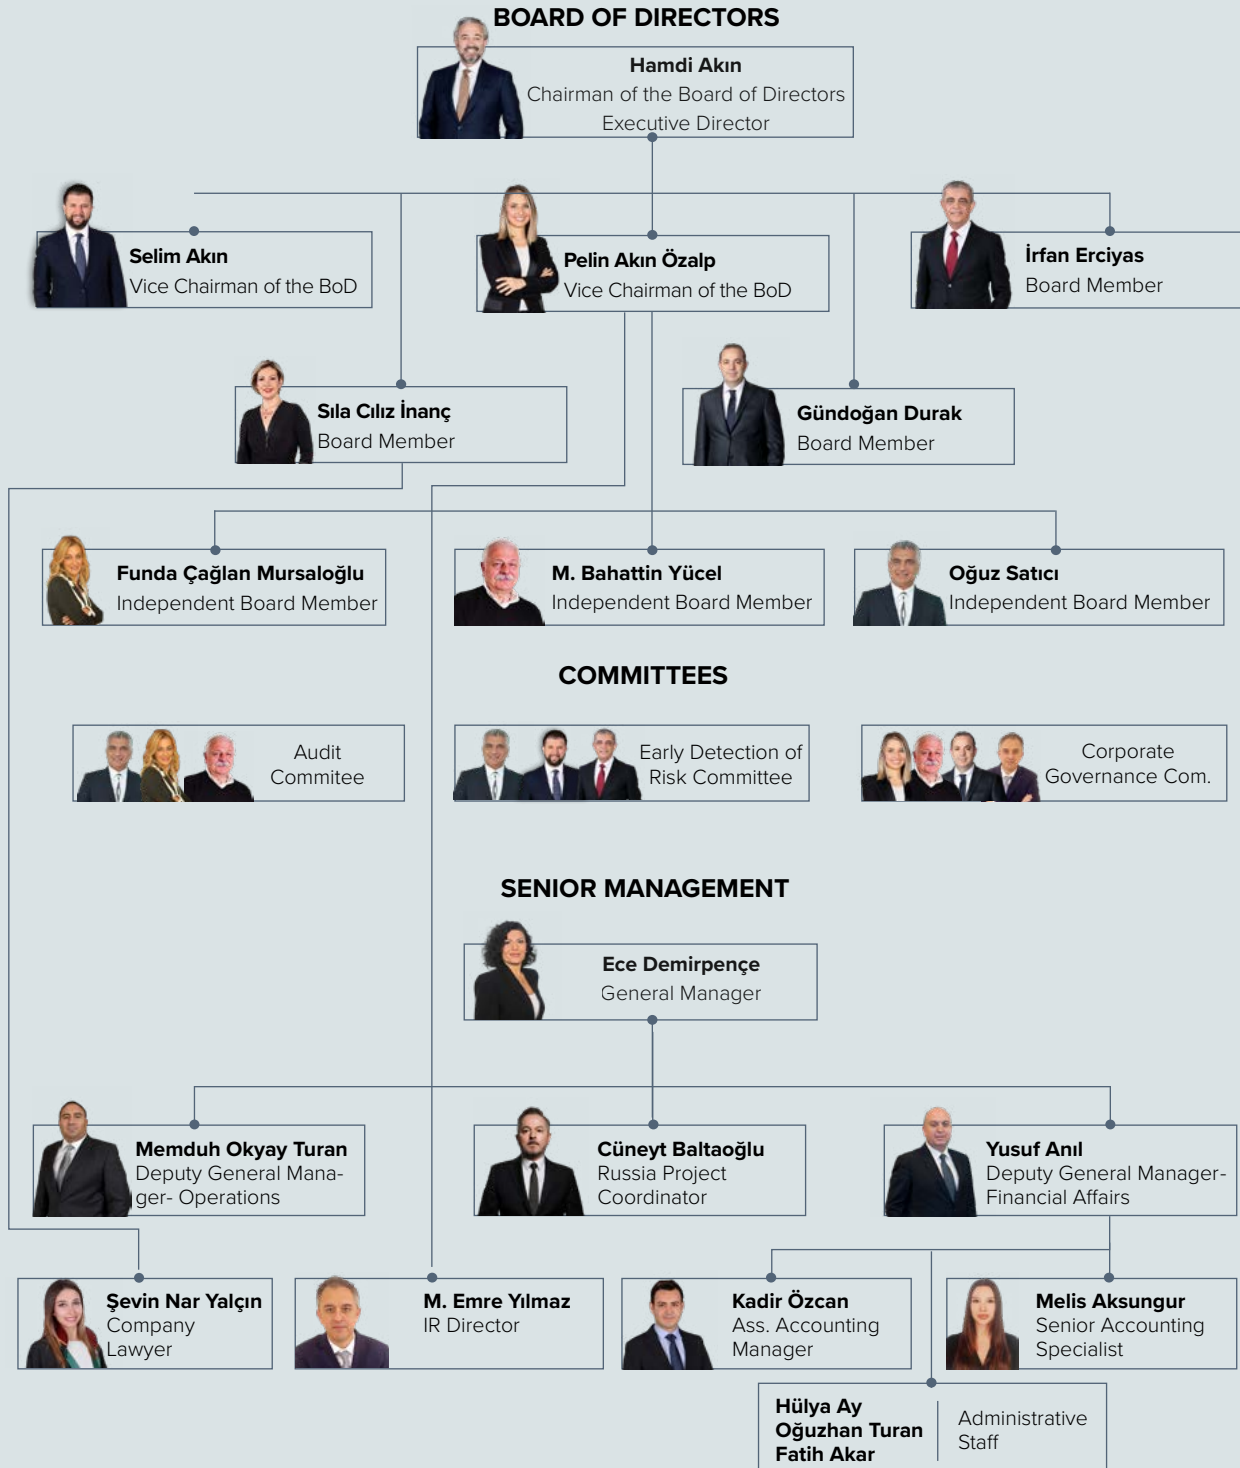 BOARD OF DIRECTORS
Hamdi Akın
Chairman of the Board of Directors
Executive Director
Selim Akın
Vice Chairman of the BoD
Pelin Akın Özalp
Vice Chairman of the BoD
İrfan Erciyas
Board Member
Sıla Cılız İnanç
Board Member
Gündoğan Durak
Board Member
Funda Çağlan Mursaloğlu
Independent Board Member
M. Bahattin Yücel
Independent Board Member
Oğuz Satıcı
Independent Board Member
COMMITTEES
Audit
Commitee
Early Detection of
Risk Committee
Corporate
Governance Com.
SENIOR MANAGEMENT
Ece Demirpençe
General Manager
Memduh Okyay Turan
Deputy General Mana-
ger- Operations
Cüneyt Baltaoğlu
Russia Project
Coordinator
Yusuf Anıl
Deputy General Manager-
Financial Affairs
Şevin Nar Yalçın
Company
Lawyer
M. Emre Yılmaz
IR Director
Kadir Özcan
Ass. Accounting
Manager
Melis Aksungur
Senior Accounting
Specialist
Hülya Ay
Oğuzhan Turan
Fatih Akar
Administrative
Staff